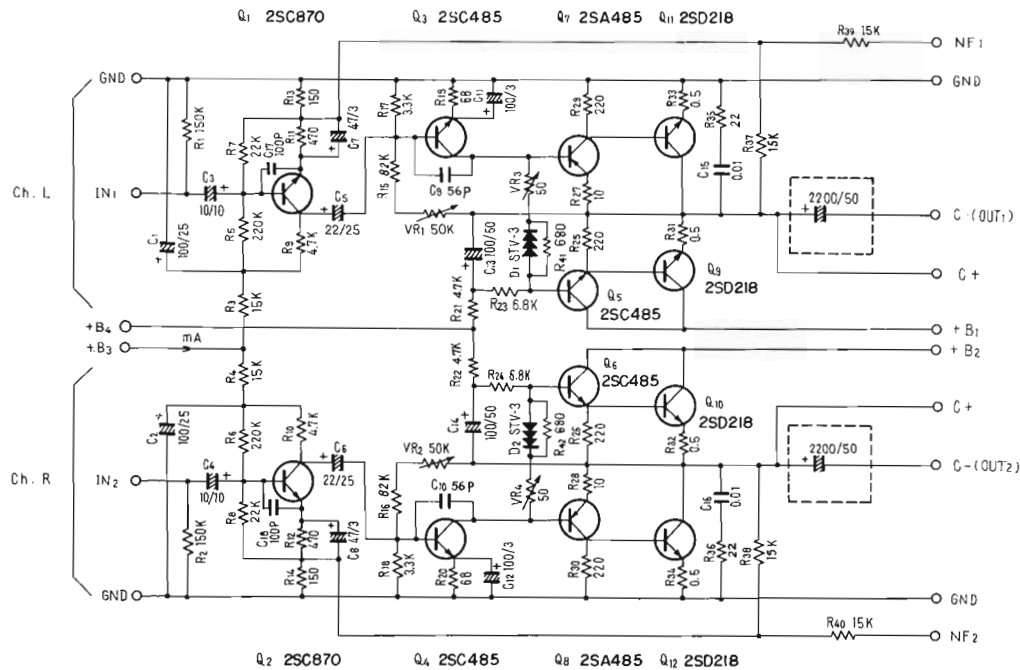 Q1 2SC870
Q3 2SC485
Q7 2SA485
Q11 2SD218
R39 15K
NF1
GND
R13 150
R17 3.3K
R19 68
C11 100/3
R29 220
R33 0.5
GND
R1 150K
R7 22K
C17 100P
R11 470
C7 47/3
R15 82K
C9 56P
VR3 50
R27 10
R35 22
C15 0.01
R37 15K
Ch. L
IN1
C3 +
10/10
C5
+
22/25
VR1 50K
2200/50
+
C-(OUT1)
C1 100/25
+
R5 220K
R9 4.7K
C13 100/50
+
D1 STV-3
R41 680
R25 220
R31 0.5
Q9
2SD218
C+
R3 15K
R21 4.7K
R23 6.8K
Q5
2SC485
+B4
+B1
+B3
mA
+B2
R4 15K
R22 4.7K
R24 6.8K
Q6
2SC485
Q10
2SD218
C+
C2 100/25
+
R6 220K
R10 4.7K
C6
+
22/25
C14 100/50
+
D2 STV-3
R42 680
R26 220
R32 0.5
2200/50
+
Ch. R
IN2
C4 +
10/10
VR2 50K
C-(OUT2)
R2 150K
R8 22K
C18 100P
R12 470
C8 47/3
+
R16 82K
C10 56P
VR4 50
R28 10
C16 0.01
R14 150
R18 3.3K
R20 68
C12 100/3
+
R30 220
R34 0.5
R36 22
R38 15K
GND
GND
R40 15K
NF2
Q2 2SC870
Q4 2SC485
Q8 2SA485
Q12 2SD218